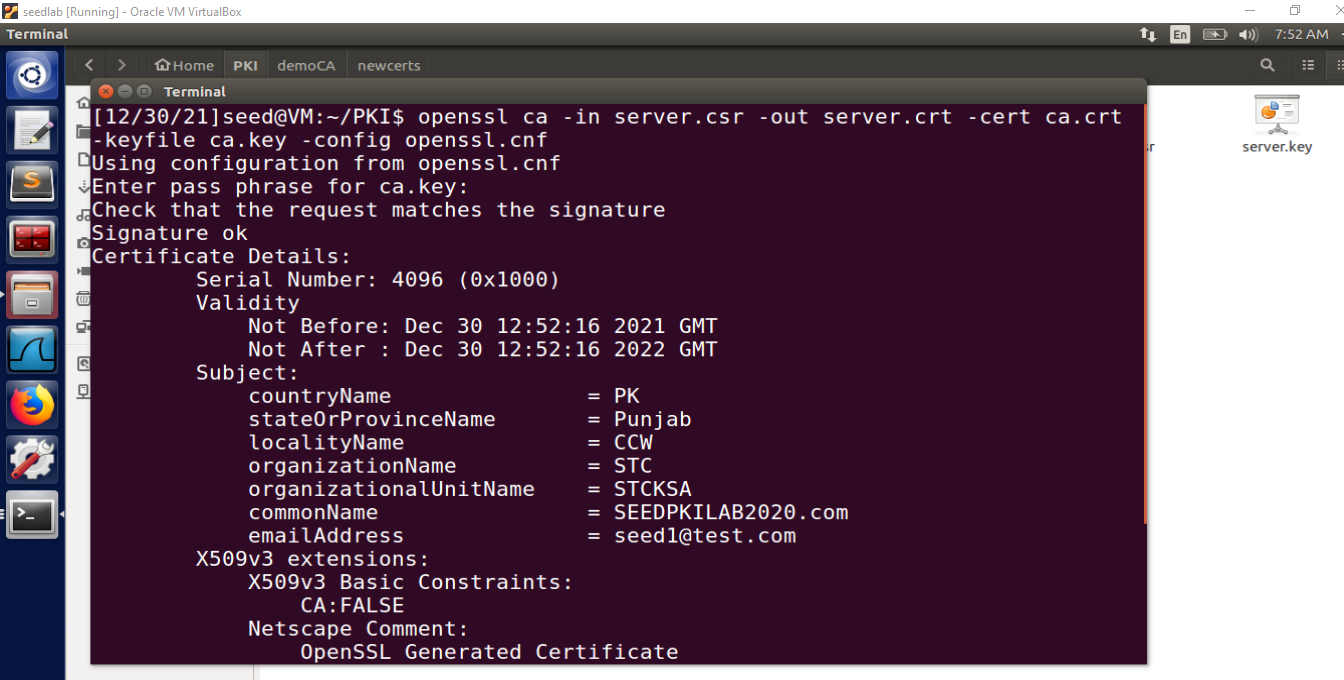 seedlab [Running] - Oracle VM VirtualBox
Terminal
En
7:52 AM
Home
PKI
demoCA
newcerts
Terminal
[12/30/21]seed@VM:~/PKI$ openssl ca -in server.csr -out server.crt -cert ca.crt
-keyfile ca.key -config openssl.cnf
Using configuration from openssl.cnf
Enter pass phrase for ca.key:
Check that the request matches the signature
Signature ok
Certificate Details:
Serial Number: 4096 (0x1000)
Validity
Not Before: Dec 30 12:52:16 2021 GMT
Not After : Dec 30 12:52:16 2022 GMT
Subject:
countryName = PK
stateOrProvinceName = Punjab
localityName = CCW
organizationName = STC
organizationalUnitName = STCKSA
commonName = SEEDPKILAB2020.com
emailAddress = seed1@test.com
X509v3 extensions:
X509v3 Basic Constraints:
CA:FALSE
Netscape Comment:
OpenSSL Generated Certificate
server.key